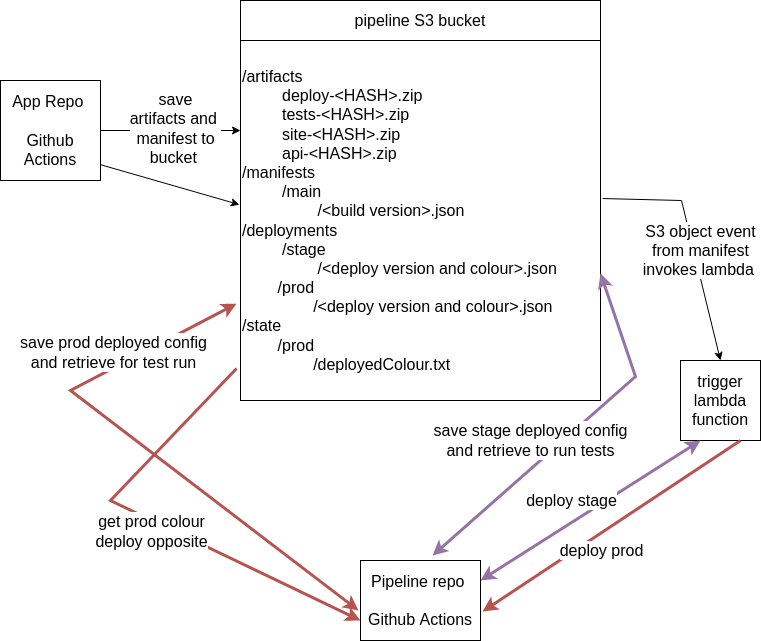 pipeline S3 bucket
/artifacts
deploy-<HASH>.zip
tests-<HASH>.zip
site-<HASH>.zip
api-<HASH>.zip
/manifests
/main
/<build version>.json
/deployments
/stage
/<deploy version and colour>.json
/prod
/<deploy version and colour>.json
/state
/prod
/deployedColour.txt
App Repo
Github
Actions
save
artifacts and
manifest to
bucket
S3 object event
from manifest
invokes lambda
save prod deployed config
and retrieve for test run
trigger
lambda
function
save stage deployed config
and retrieve to run tests
deploy stage
get prod colour
deploy opposite
deploy prod
Pipeline repo
Github Actions